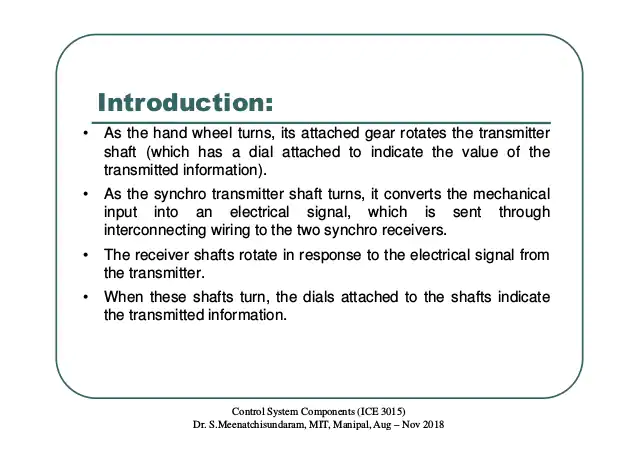 Introduction:
• As the hand wheel turns, its attached gear rotates the transmitter
shaft (which has a dial attached to indicate the value of the
transmitted information).
• As the synchro transmitter shaft turns, it converts the mechanical
input into an electrical signal, which is sent through
interconnecting wiring to the two synchro receivers.
• The receiver shafts rotate in response to the electrical signal from
the transmitter.
• When these shafts turn, the dials attached to the shafts indicate
the transmitted information.
Control System Components (ICE 3015)
Dr. S.Meenatchisundaram, MIT, Manipal, Aug – Nov 2018